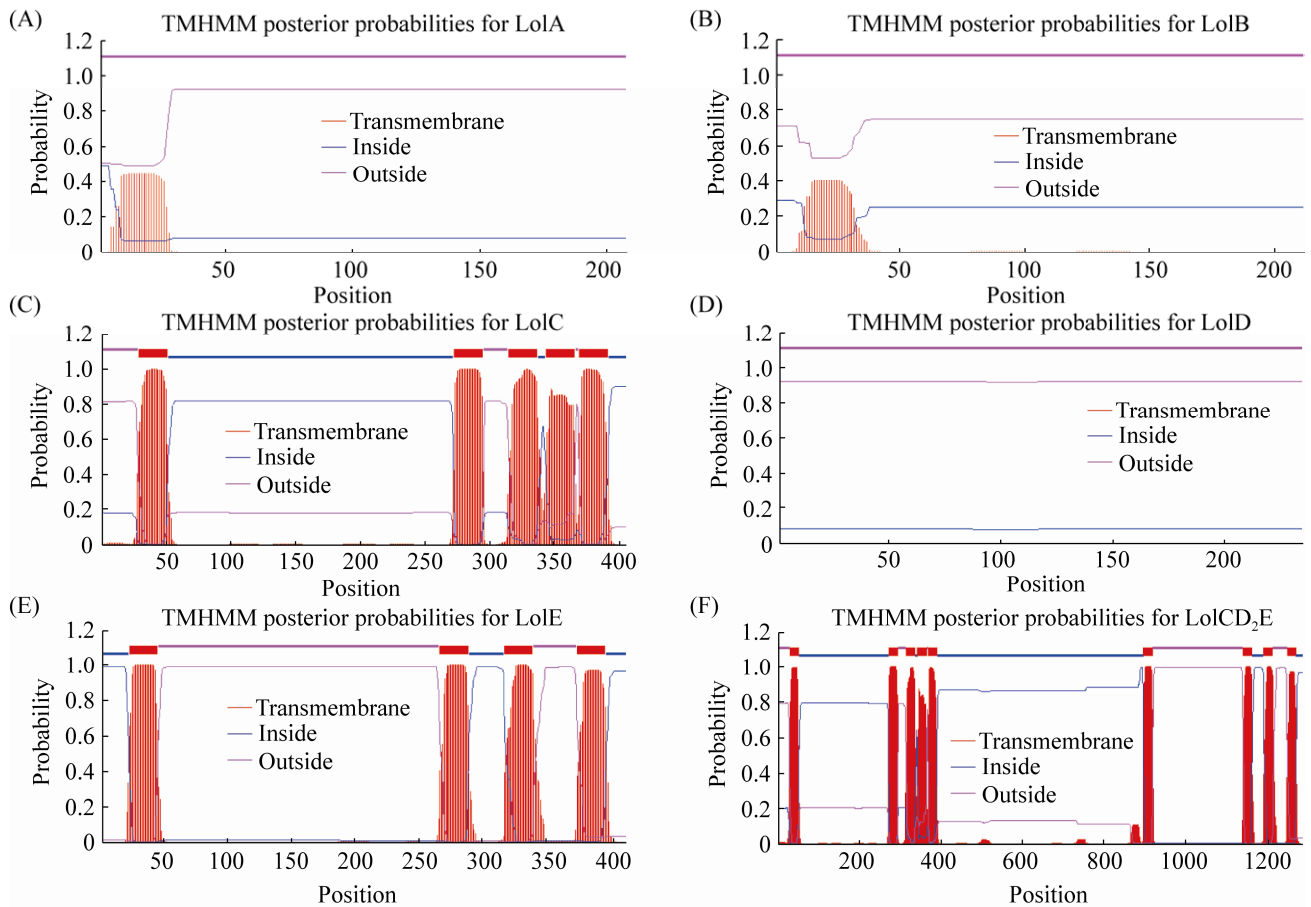 (A)
TMHMM posterior probabilities for LolA
1.2
1.0
0.8
0.6
0.4
0.2
0
Probability
Transmembrane
Inside
Outside
50
100
150
200
Position
(B)
TMHMM posterior probabilities for LolB
1.2
1.0
0.8
0.6
0.4
0.2
0
Probability
Transmembrane
Inside
Outside
50
100
150
200
Position
(C)
TMHMM posterior probabilities for LolC
1.2
1.0
0.8
0.6
0.4
0.2
0
Probability
Transmembrane
Inside
Outside
50
100
150
200
250
300
350
400
Position
(D)
TMHMM posterior probabilities for LolD
1.2
1.0
0.8
0.6
0.4
0.2
0
Probability
Transmembrane
Inside
Outside
50
100
150
200
Position
(E)
TMHMM posterior probabilities for LolE
1.2
1.0
0.8
0.6
0.4
0.2
0
Probability
Transmembrane
Inside
Outside
50
100
150
200
250
300
350
400
Position
(F)
TMHMM posterior probabilities for LolCD₂E
1.2
1.0
0.8
0.6
0.4
0.2
0
Probability
Transmembrane
Inside
Outside
200
400
600
800
1000
1200
Position